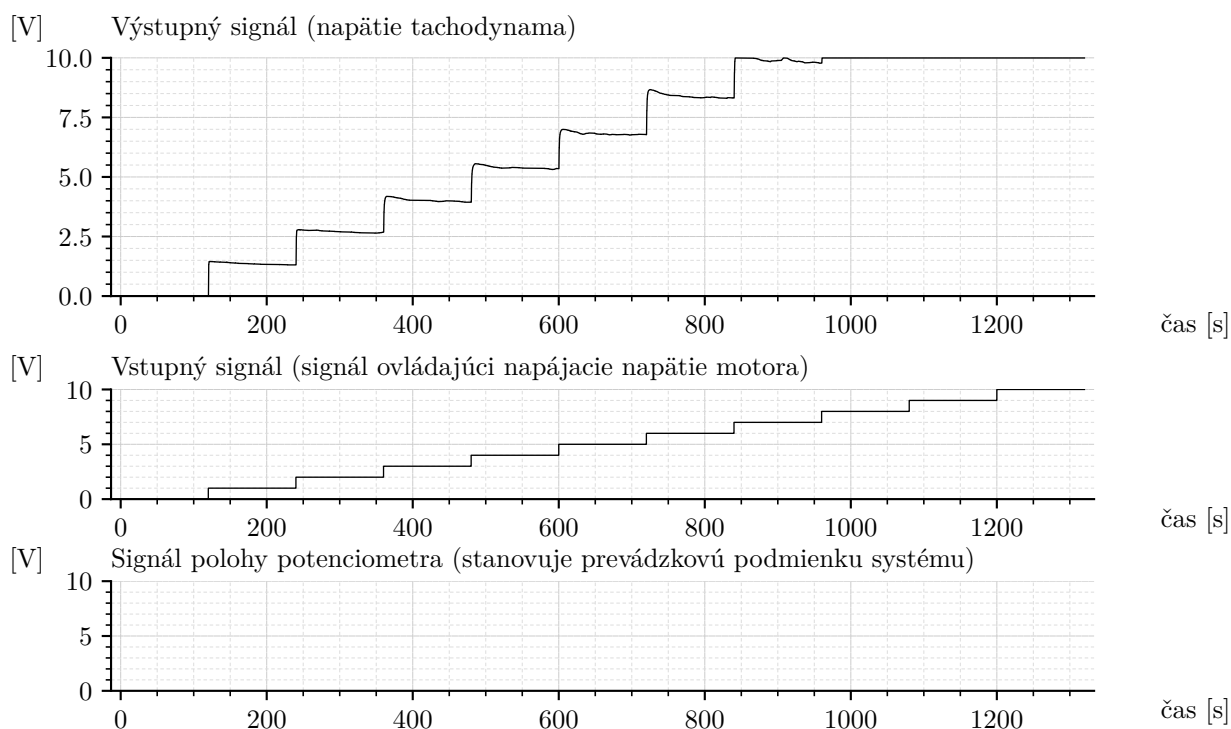 [V] Výstupný signál (napätie tachodynama)
10.0
7.5
5.0
2.5
0.0
0 200 400 600 800 1000 1200
čas [s]
[V] Vstupný signál (signál ovládajúci napájacie napätie motora)
10
5
0
0 200 400 600 800 1000 1200
čas [s]
[V] Signál polohy potenciometra (stanovuje prevádzkovú podmienku systému)
10
5
0
0 200 400 600 800 1000 1200
čas [s]